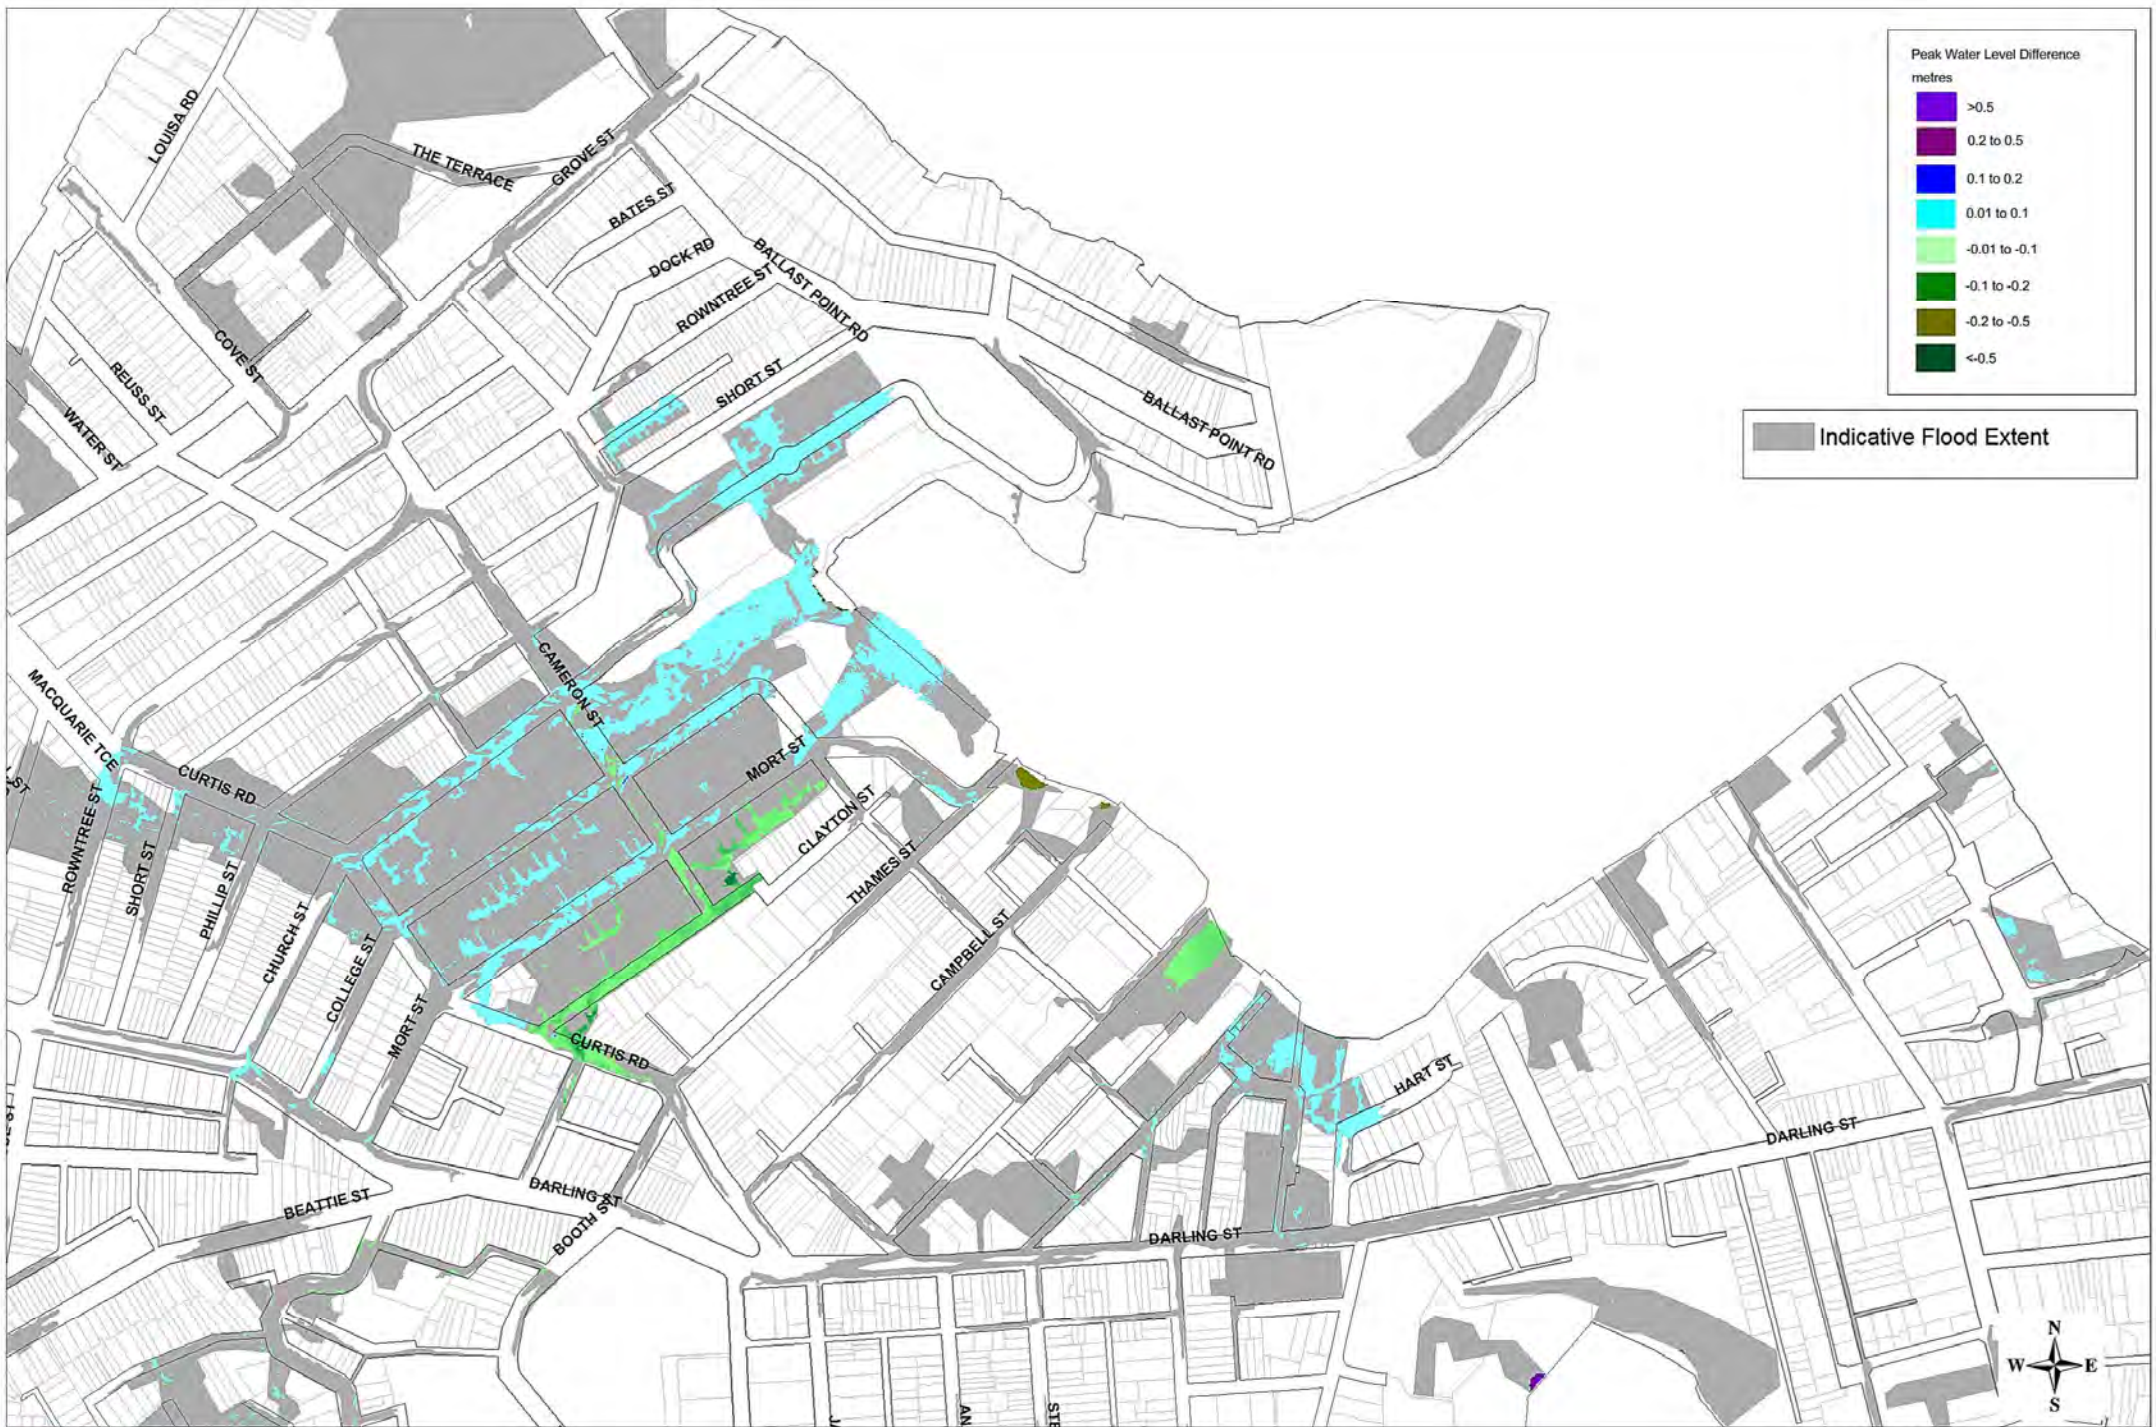 Peak Water Level Difference
metres
>0.5
0.2 to 0.5
0.1 to 0.2
0.01 to 0.1
-0.01 to -0.1
-0.1 to -0.2
-0.2 to -0.5
<-0.5
Indicative Flood Extent
LOUISA RD
THE TERRACE
GROVE ST
BATES ST
DOCK RD
ROWNTREE ST
BALLAST POINT RD
SHORT ST
COVE ST
REUSS ST
WATER ST
BALLAST POINT RD
CAMERON ST
MACQUARIE TCE
CURTIS RD
ROWNTREE ST
SHORT ST
PHILLIP ST
CHURCH ST
COLLEGE ST
MORT ST
MORT ST
CLAYTON ST
THAMES ST
CAMPBELL ST
CURTIS RD
HART ST
DARLING ST
BEATTIE ST
DARLING ST
BOOTH ST
DARLING ST
N
W E
S